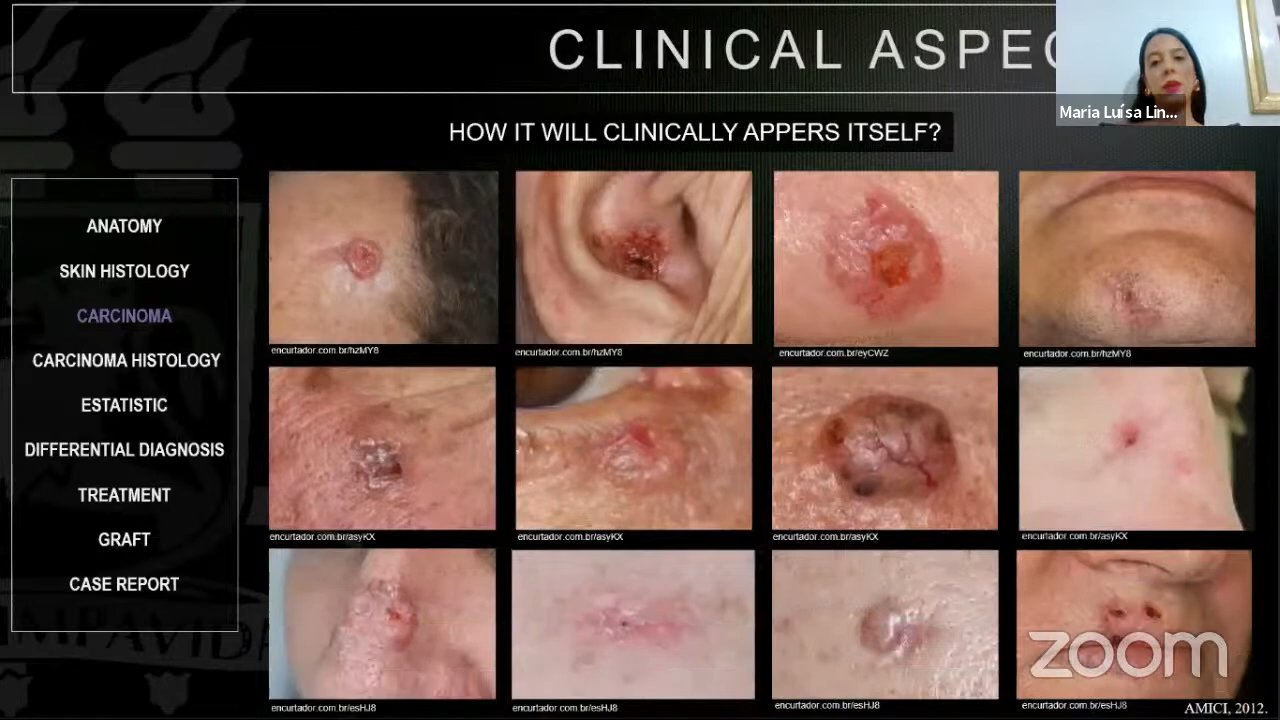 CLINICAL ASPEC
Maria Luísa Lin...
HOW IT WILL CLINICALLY APPERS ITSELF?
ANATOMY
SKIN HISTOLOGY
CARCINOMA
CARCINOMA HISTOLOGY
ESTATISTIC
DIFFERENTIAL DIAGNOSIS
TREATMENT
GRAFT
CASE REPORT
encurtador.com.br/hzMY8
encurtador.com.br/hzMY8
encurtador.com.br/eyCWZ
encurtador.com.br/hzMY8
encurtador.com.br/asyKX
encurtador.com.br/asyKX
encurtador.com.br/asyKX
encurtador.com.br/asyKX
encurtador.com.br/esHJ8
encurtador.com.br/esHJ8
encurtador.com.br/esHJ8
encurtador.com.br/esHJ8
zoom
AMICI, 2012.